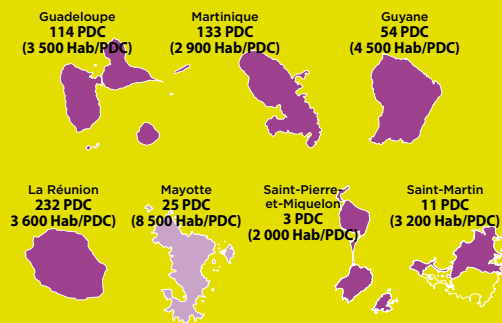 Guadeloupe
114 PDC
(3 500 Hab/PDC)
Martinique
133 PDC
(2 900 Hab/PDC)
Guyane
54 PDC
(4 500 Hab/PDC)
La Réunion
232 PDC
3 600 Hab/PDC)
Mayotte
25 PDC
(8 500 Hab/PDC)
Saint-Pierre
et-Miquelon
3 PDC
(2 000 Hab/PDC)
Saint-Martin
11 PDC
(3 200 Hab/PDC)